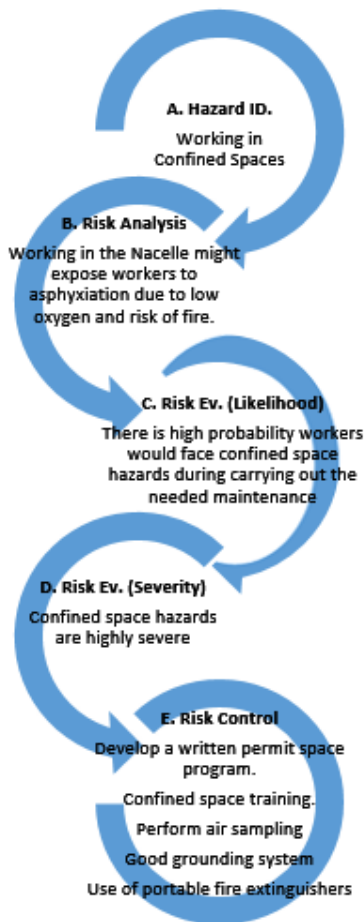 A. Hazard ID.
Working in
Confined Spaces
B. Risk Analysis
Working in the Nacelle might
expose workers to
asphyxiation due to low
oxygen and risk of fire.
C. Risk Ev. (Likelihood)
There is high probability workers
would face confined space
hazards during carrying out the
needed maintenance
D. Risk Ev. (Severity)
Confined space hazards
are highly severe
E. Risk Control
Develop a written permit space
program.
Confined space training.
Perform air sampling
Good grounding system
Use of portable fire extinguishers